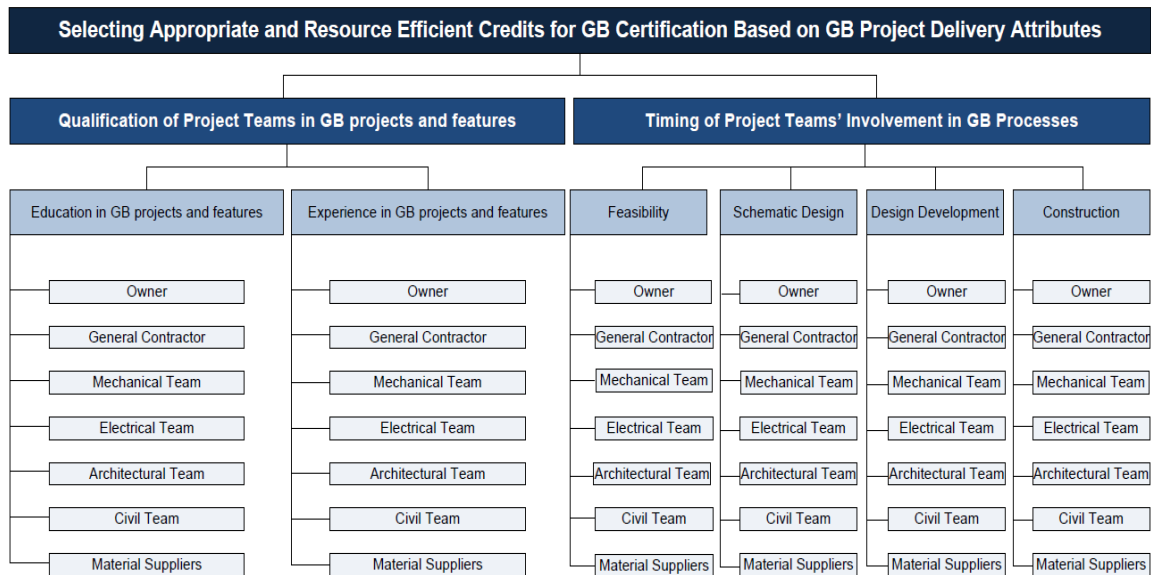 Selecting Appropriate and Resource Efficient Credits for GB Certification Based on GB Project Delivery Attributes
Qualification of Project Teams in GB projects and features
Timing of Project Teams' Involvement in GB Processes
Education in GB projects and features
Experience in GB projects and features
Feasibility
Schematic Design
Design Development
Construction
Owner
General Contractor
Mechanical Team
Electrical Team
Architectural Team
Civil Team
Material Suppliers
Owner
General Contractor
Mechanical Team
Electrical Team
Architectural Team
Civil Team
Material Suppliers
Owner
General Contractor
Mechanical Team
Electrical Team
Architectural Team
Civil Team
Material Suppliers
Owner
General Contractor
Mechanical Team
Electrical Team
Architectural Team
Civil Team
Material Suppliers
Owner
General Contractor
Mechanical Team
Electrical Team
Architectural Team
Civil Team
Material Suppliers
Owner
General Contractor
Mechanical Team
Electrical Team
Architectural Team
Civil Team
Material Suppliers